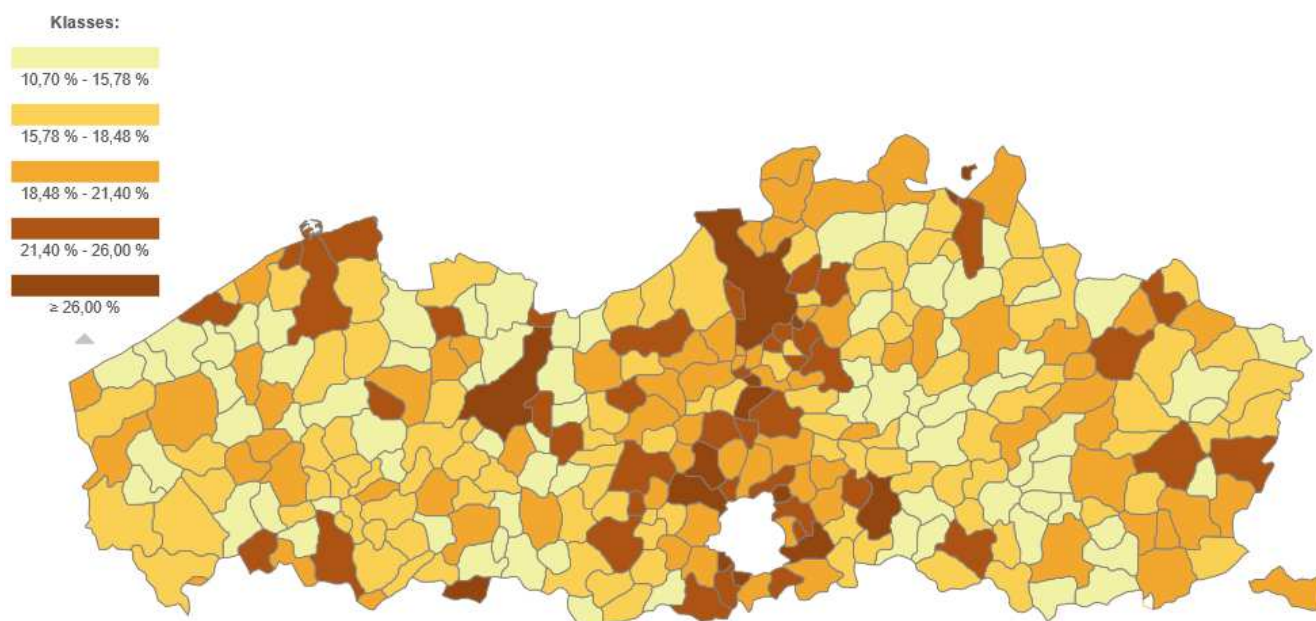 Klasses:
10,70 % - 15,78 %
15,78 % - 18,48 %
18,48 % - 21,40 %
21,40 % - 26,00 %
≥ 26,00 %